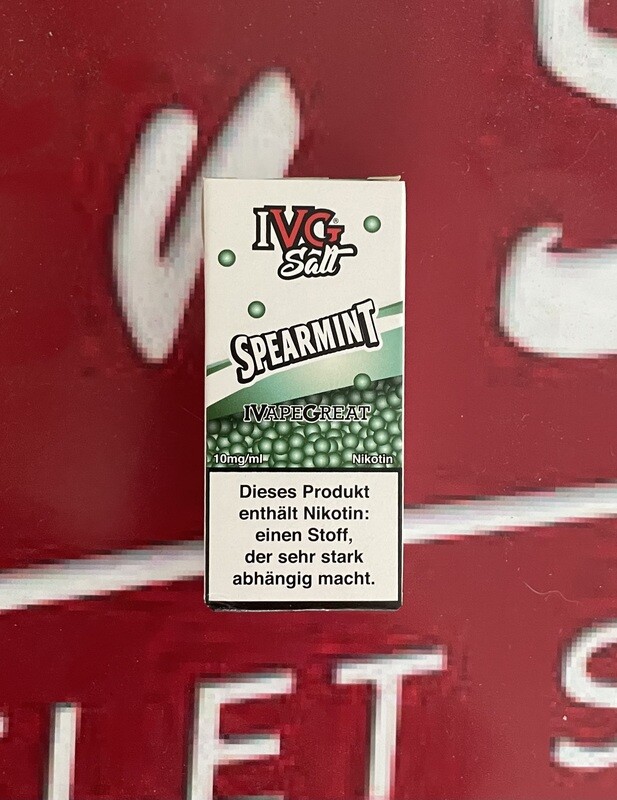 IVG®
Salt
SPEARMINT
IVAPEGREAT
10mg/ml
Nikotin
Dieses Produkt
enthält Nikotin:
einen Stoff,
der sehr stark
abhängig macht.